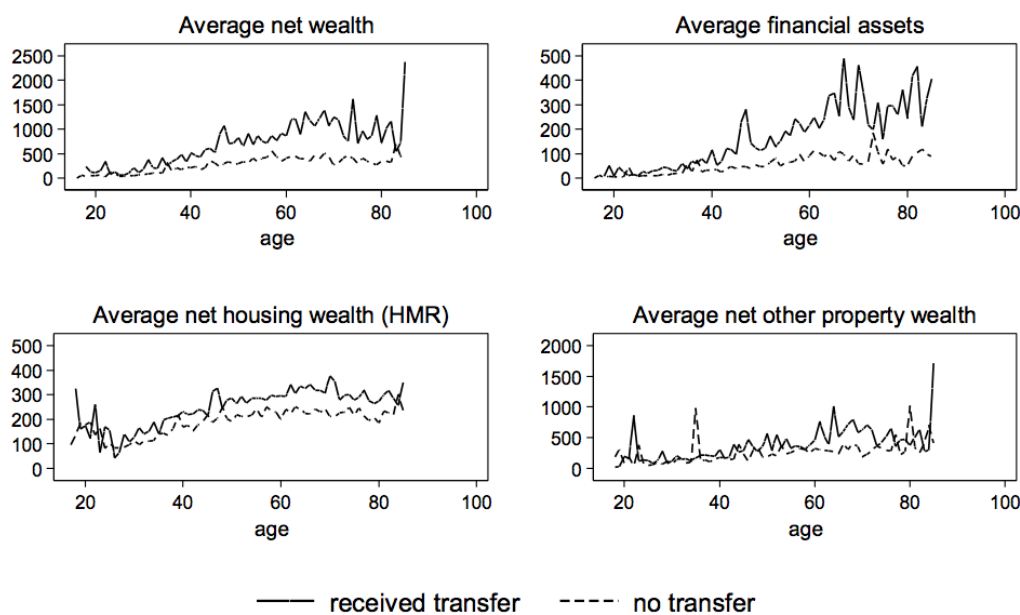 Average net wealth
2500
2000
1500
1000
500
0
20 40 60 80 100
age
Average financial assets
500
400
300
200
100
0
20 40 60 80 100
age
Average net housing wealth (HMR)
500
400
300
200
100
0
20 40 60 80 100
age
Average net other property wealth
2000
1500
1000
500
0
20 40 60 80 100
age
received transfer no transfer